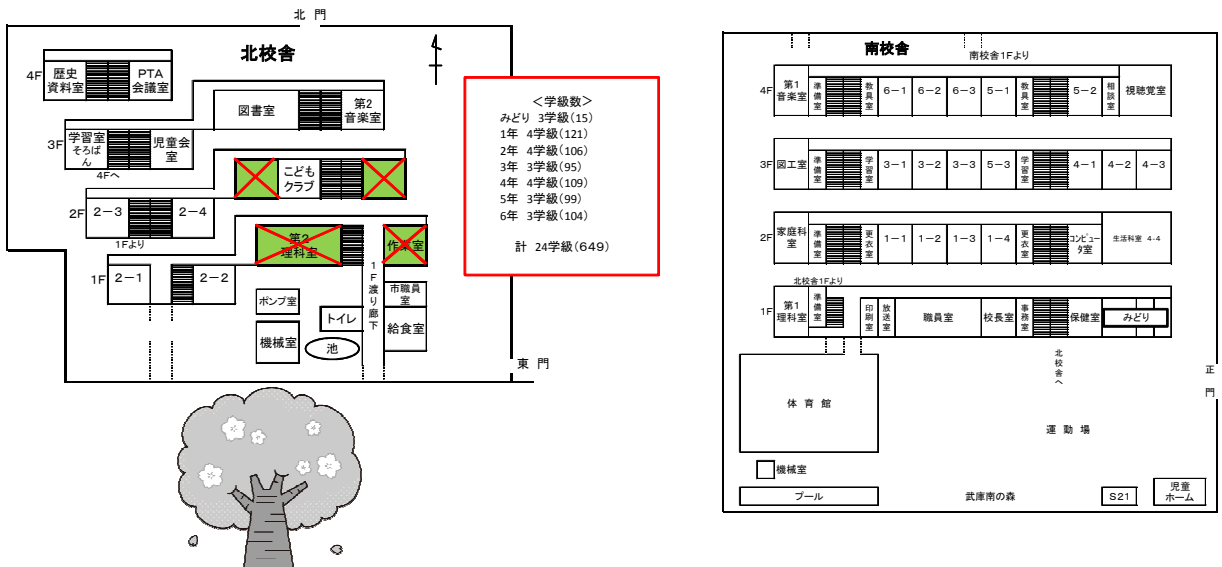 北 門
北校舎
4F
歴史
資料室
PTA
会議室
図書室
第2
音楽室
3F
学習室
そろば
ん
児童会
室
4Fへ
こども
クラブ
2F
2－3
2－4
1Fより
第2
理科室
作業室
1F
2－1
2－2
1F渡り廊下
ポンプ室
市職員
室
トイレ
給食室
機械室
池
東 門
＜学級数＞
みどり 3学級(15)
1年 4学級(121)
2年 4学級(106)
3年 3学級(95)
4年 4学級(109)
5年 3学級(99)
6年 3学級(104)
計 24学級(649)
南校舎
南校舎1Fより
4F
第1
音楽室
準備室
教具室
6－1
6－2
6－3
5－1
教具室
5－2
相談室
視聴覚室
3F
図工室
準備室
学習室
3－1
3－2
3－3
5－3
学習室
4－1
4－2
4－3
2F
家庭科
室
準備室
更衣室
1－1
1－2
1－3
1－4
更衣室
コンピュー
タ室
生活科室 4-4
北校舎1Fより
1F
第1
理科室
準備室
印刷室
放送室
職員室
校長室
事務室
保健室
みどり
北校舎へ
正門
体 育 館
運 動 場
機械室
プール
武庫南の森
S21
児童
ホーム